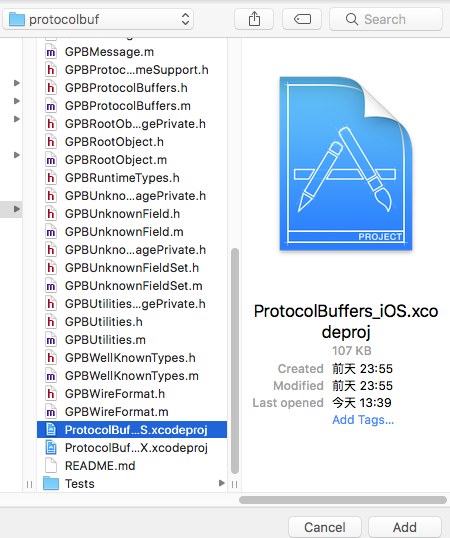 protocolbuf
Search
GPBMessage.m
GPBProtoc...meSupport.h
GPBProtocolBuffers.h
GPBProtocolBuffers.m
GPBRootOb...gePrivate.h
GPBRootObject.h
GPBRootObject.m
GPBRuntimeTypes.h
GPBUnkno...agePrivate.h
GPBUnknownField.h
GPBUnknownField.m
GPBUnkno...agePrivate.h
GPBUnknownFieldSet.h
GPBUnknownFieldSet.m
GPBUtilities...gePrivate.h
GPBUtilities.h
GPBUtilities.m
GPBWellKnownTypes.h
GPBWellKnownTypes.m
GPBWireFormat.h
GPBWireFormat.m
ProtocolBuf...S.xcodeproj
ProtocolBuf...X.xcodeproj
README.md
Tests
PROJECT
ProtocolBuffers_iOS.xco
deproj
107 KB
Created 前天 23:55
Modified 前天 23:55
Last opened 今天 13:39
Add Tags...
Cancel
Add